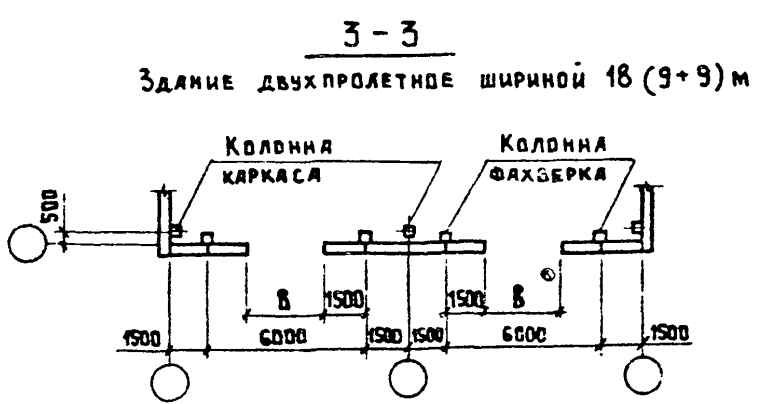 3 - 3
Здание двухпролетное шириной 18 (9+9) м
Колонна каркаса
Колонна фахверка
500
В 1500 1500 В
1500 6000 1500 1500 6000 1500